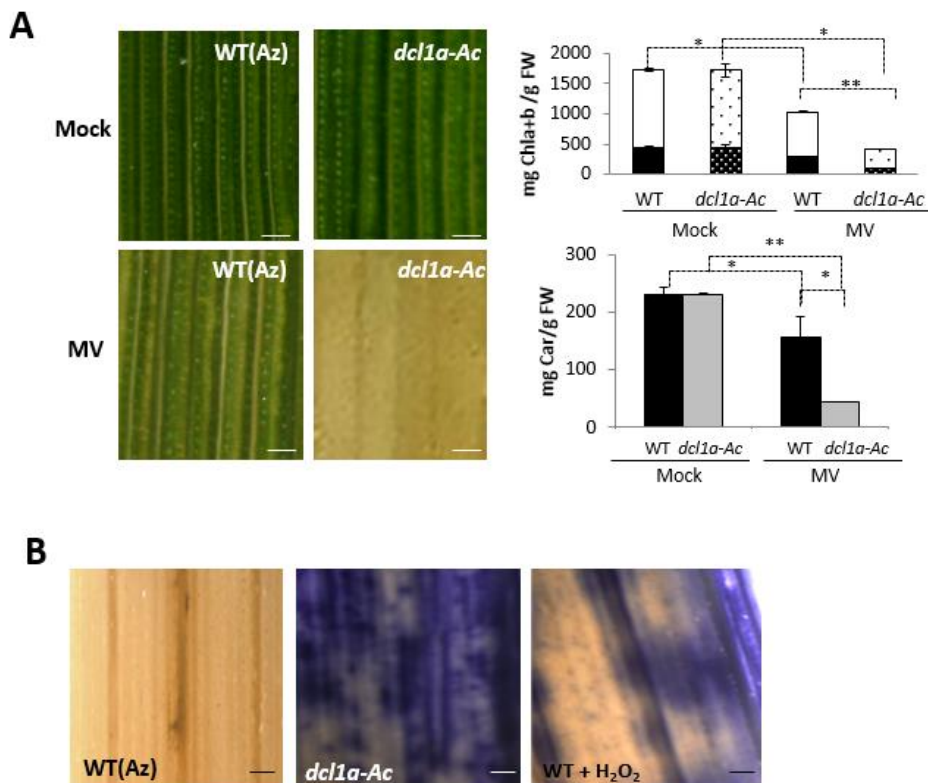 A
WT(Az)
dcl1a-Ac
Mock
WT(Az)
dcl1a-Ac
MV
mg Chla+b /g FW
2000
1500
1000
500
0
*
*
**
WT
dcl1a-Ac
WT
dcl1a-Ac
Mock
MV
mg Car/g FW
300
200
100
0
**
*
*
WT
dcl1a-Ac
WT
dcl1a-Ac
Mock
MV
B
WT(Az)
dcl1a-Ac
WT + H₂O₂